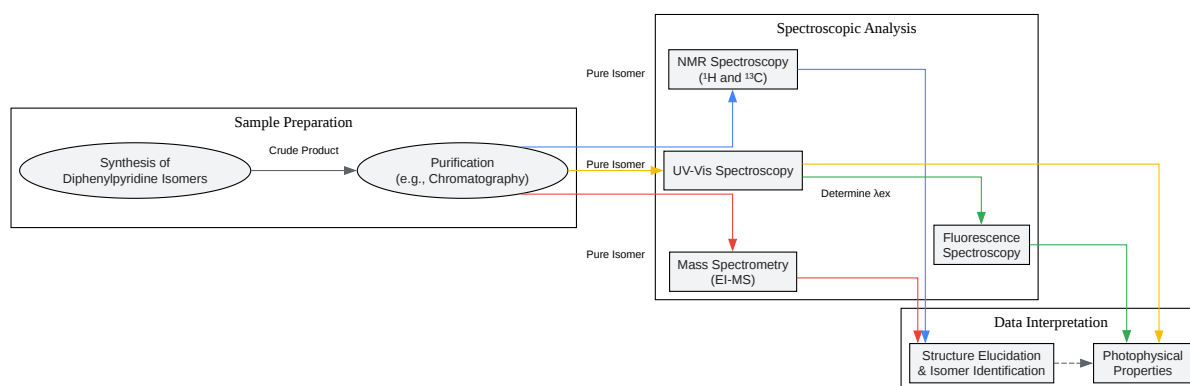 Spectroscopic Analysis
Pure Isomer
NMR Spectroscopy
(¹H and ¹³C)
Sample Preparation
Crude Product
Synthesis of
Diphenylpyridine Isomers
Purification
(e.g., Chromatography)
Pure Isomer
UV-Vis Spectroscopy
Determine λex
Fluorescence
Spectroscopy
Pure Isomer
Mass Spectrometry
(EI-MS)
Data Interpretation
Structure Elucidation
& Isomer Identification
Photophysical
Properties